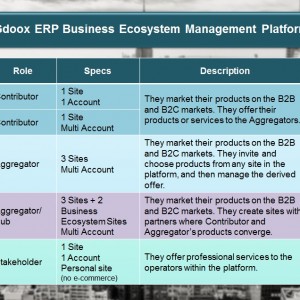 Sdoox ERP Business Ecosystem Management Platform
Role Specs Description
Contributor
1 Site
1 Account
Contributor
1 Site
Multi Account
They market their products on the B2B
and B2C markets. They offer their
products or services to the Aggregators.
Aggregator
3 Sites
Multi Account
They market their products on the B2B
and B2C markets. They invite and
choose products from any site in the
platform, and then manage the derived
offer.
Aggregator/
Hub
3 Sites + 2
Business
Ecosystem Sites
Multi Account
They market their products on the B2B
and B2C markets. They create sites with
partners where Contributor and
Aggregator's products converge.
Stakeholder
1 Site
1 Account
Personal site
(no e-commerce)
They offer professional services to the
operators within the platform.